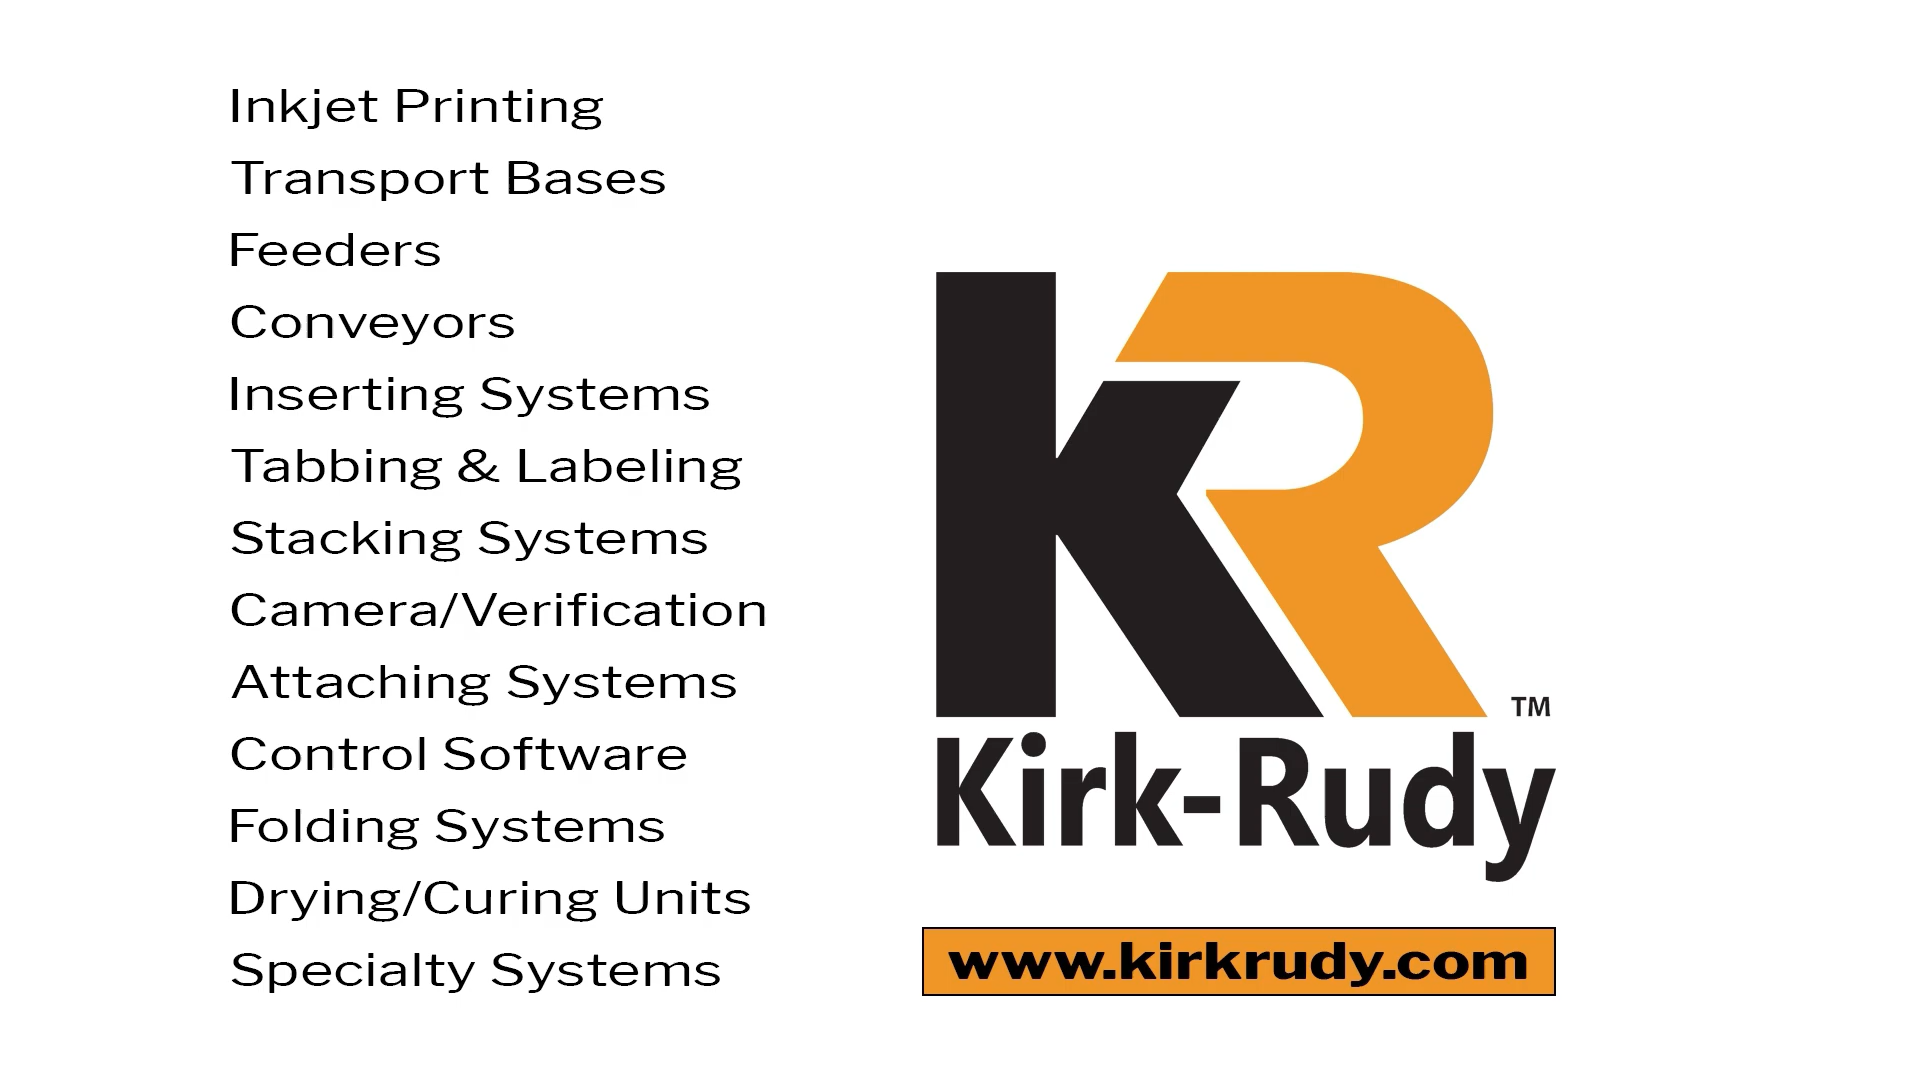 Inkjet Printing
Transport Bases
Feeders
Conveyors
Inserting Systems
Tabbing & Labeling
Stacking Systems
Camera/Verification
Attaching Systems
Control Software
Folding Systems
Drying/Curing Units
Specialty Systems
KR
TM
Kirk-Rudy
www.kirkrudy.com